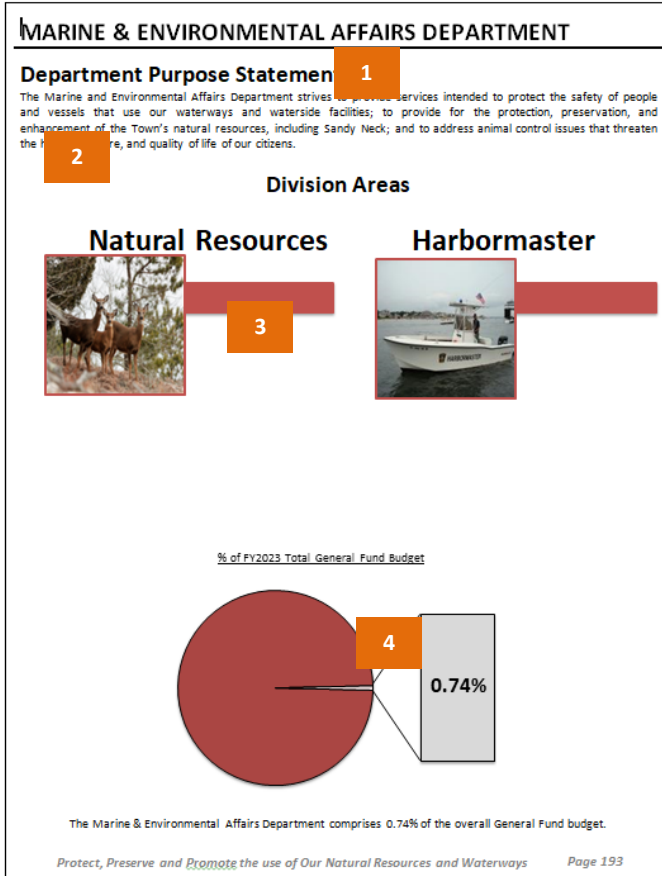 MARINE & ENVIRONMENTAL AFFAIRS DEPARTMENT
Department Purpose Statement
1
The Marine and Environmental Affairs Department strives to provide services intended to protect the safety of people
and vessels that use our waterways and waterside facilities; to provide for the protection, preservation, and
enhancement of the Town's natural resources, including Sandy Neck; and to address animal control issues that threaten
the and quality of life of our citizens.
2
Division Areas
Natural Resources
Harbormaster
3
HARBORMASTER
% of FY2023 Total General Fund Budget
4
0.74%
The Marine & Environmental Affairs Department comprises 0.74% of the overall General Fund budget.
Protect, Preserve and Promote the use of Our Natural Resources and Waterways Page 193